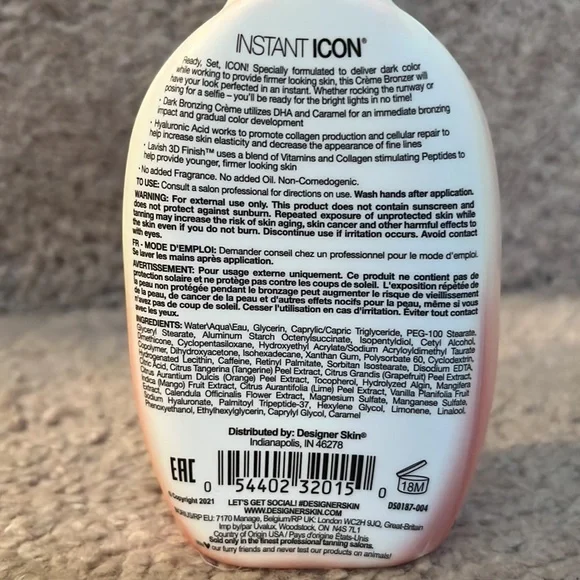 INSTANT ICON®
Ready, Set, ICON! Specially formulated to deliver dark color
while working to provide firmer looking skin, this Crème Bronzer will
have your look perfected in an instant. Whether rocking the runway or
posing for a selfie – you'll be ready for the bright lights in no time!
• Dark Bronzing Crème utilizes DHA and Caramel for an immediate bronzing
impact and gradual color development
• Hyaluronic Acid works to promote collagen production and cellular repair to
help increase skin elasticity and decrease the appearance of fine lines
• Lavish 3D Finish™ uses a blend of Vitamins and Collagen stimulating Peptides to
help provide younger, firmer looking skin
• No added Fragrance. No added Oil. Non-Comedogenic.
TO USE: Consult a salon professional for directions on use. Wash hands after application.
WARNING: For external use only. This product does not contain sunscreen and
does not protect against sunburn. Repeated exposure of unprotected skin while
tanning may increase the risk of skin aging, skin cancer and other harmful effects to
the skin even if you do not burn. Discontinue use if irritation occurs. Avoid contact
with eyes.
FR - MODE D'EMPLOI: Demander conseil chez un professionnel pour le mode d'emploi.
Se laver les mains après application.
AVERTISSEMENT: Pour usage externe uniquement. Ce produit ne contient pas de
protection solaire et ne protège pas contre les coups de soleil. L'exposition répétée de
la peau non protégée pendant le bronzage peut augmenter le risque de vieillissement
de la peau, de cancer de la peau et d'autres effets nocifs pour la peau, même si vous
n'avez pas de coup de soleil. Cesser l'utilisation en cas d'irritation. Éviter tout contact
avec les yeux.
INGREDIENTS: Water\Aqua\Eau, Glycerin, Caprylic/Capric Triglyceride, PEG-100 Stearate,
Glyceryl Stearate, Aluminum Starch Octenylsuccinate, Isopentyldiol, Cetyl Alcohol,
Dimethicone, Cyclopentasiloxane, Hydroxyethyl Acrylate/Sodium Acryloyldimethyl Taurate
Copolymer, Dihydroxyacetone, Isohexadecane, Xanthan Gum, Polysorbate 60, Cyclodextrin,
Hydrogenated Lecithin, Caffeine, Retinyl Palmitate, Sorbitan Isostearate, Disodium EDTA,
Citric Acid, Citrus Tangerina (Tangerine) Peel Extract, Citrus Grandis (Grapefruit) Peel Extract,
Citrus Aurantium Dulcis (Orange) Peel Extract, Tocopherol, Hydrolyzed Algin, Mangifera
Indica (Mango) Fruit Extract, Citrus Aurantifolia (Lime) Peel Extract, Vanilla Planifolia Fruit
Extract, Calendula Officinalis Flower Extract, Magnesium Sulfate, Manganese Sulfate,
Sodium Hyaluronate, Palmitoyl Tripeptide-37, Hexylene Glycol, Limonene, Linalool,
Phenoxyethanol, Ethylhexylglycerin, Caprylyl Glycol, Caramel
Distributed by: Designer Skin®
Indianapolis, IN 46278
EAC
0 54402 32015 0
18M
© Copyright 2021
LET'S GET SOCIAL! #DESIGNERSKIN
WWW.DESIGNERSKIN.COM
DS0187-004
RP EU: 7170 Manage, Belgium/RP UK: London WC2H 9JQ, Great-Britain
Imp by/par Uvalux, Woodstock, ON N4S 7L1
Country of Origin USA / Pays d'origine États-Unis
Sold only in the finest professional tanning salons.
our furry friends and never test our products on animals!